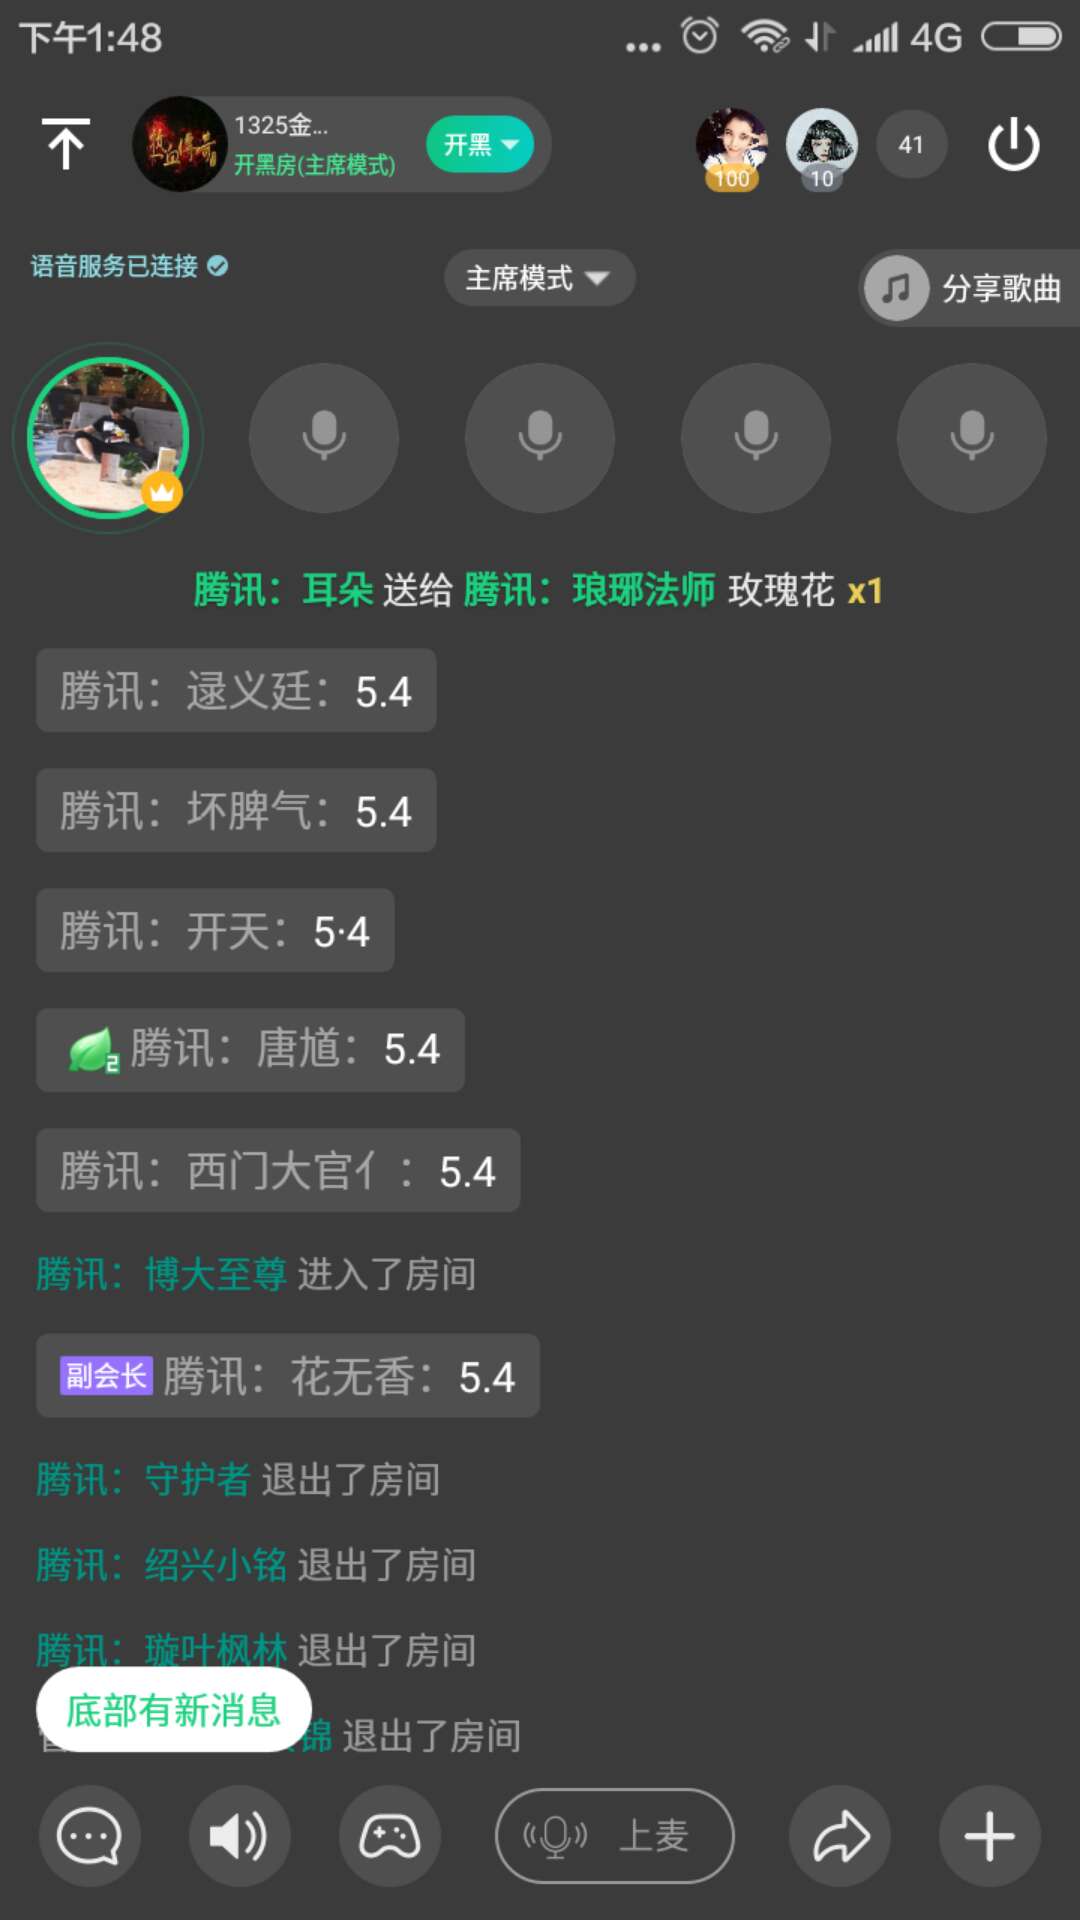 下午1:48
4G
热血传奇
1325金...
开黑房(主席模式)
开黑
100
10
41
语音服务已连接
主席模式
分享歌曲
腾讯：耳朵 送给 腾讯：琅琊法师 玫瑰花 x1
腾讯：逯义廷：5.4
腾讯：坏脾气：5.4
腾讯：开天：5·4
2 腾讯：唐馗：5.4
腾讯：西门大官亻：5.4
腾讯：博大至尊 进入了房间
副会长 腾讯：花无香：5.4
腾讯：守护者 退出了房间
腾讯：绍兴小铭 退出了房间
腾讯：璇叶枫林 退出了房间
底部有新消息
锦 退出了房间
上麦